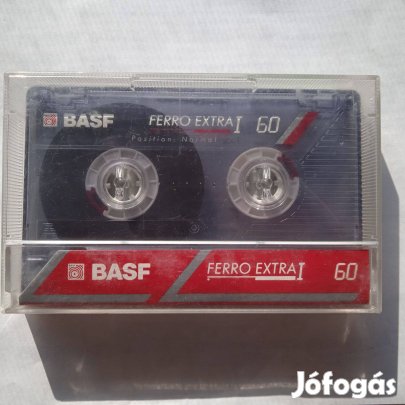 BASF FERRO EXTRA I 60
Position: Normal
BASF FERRO EXTRA I 60
Jófogás